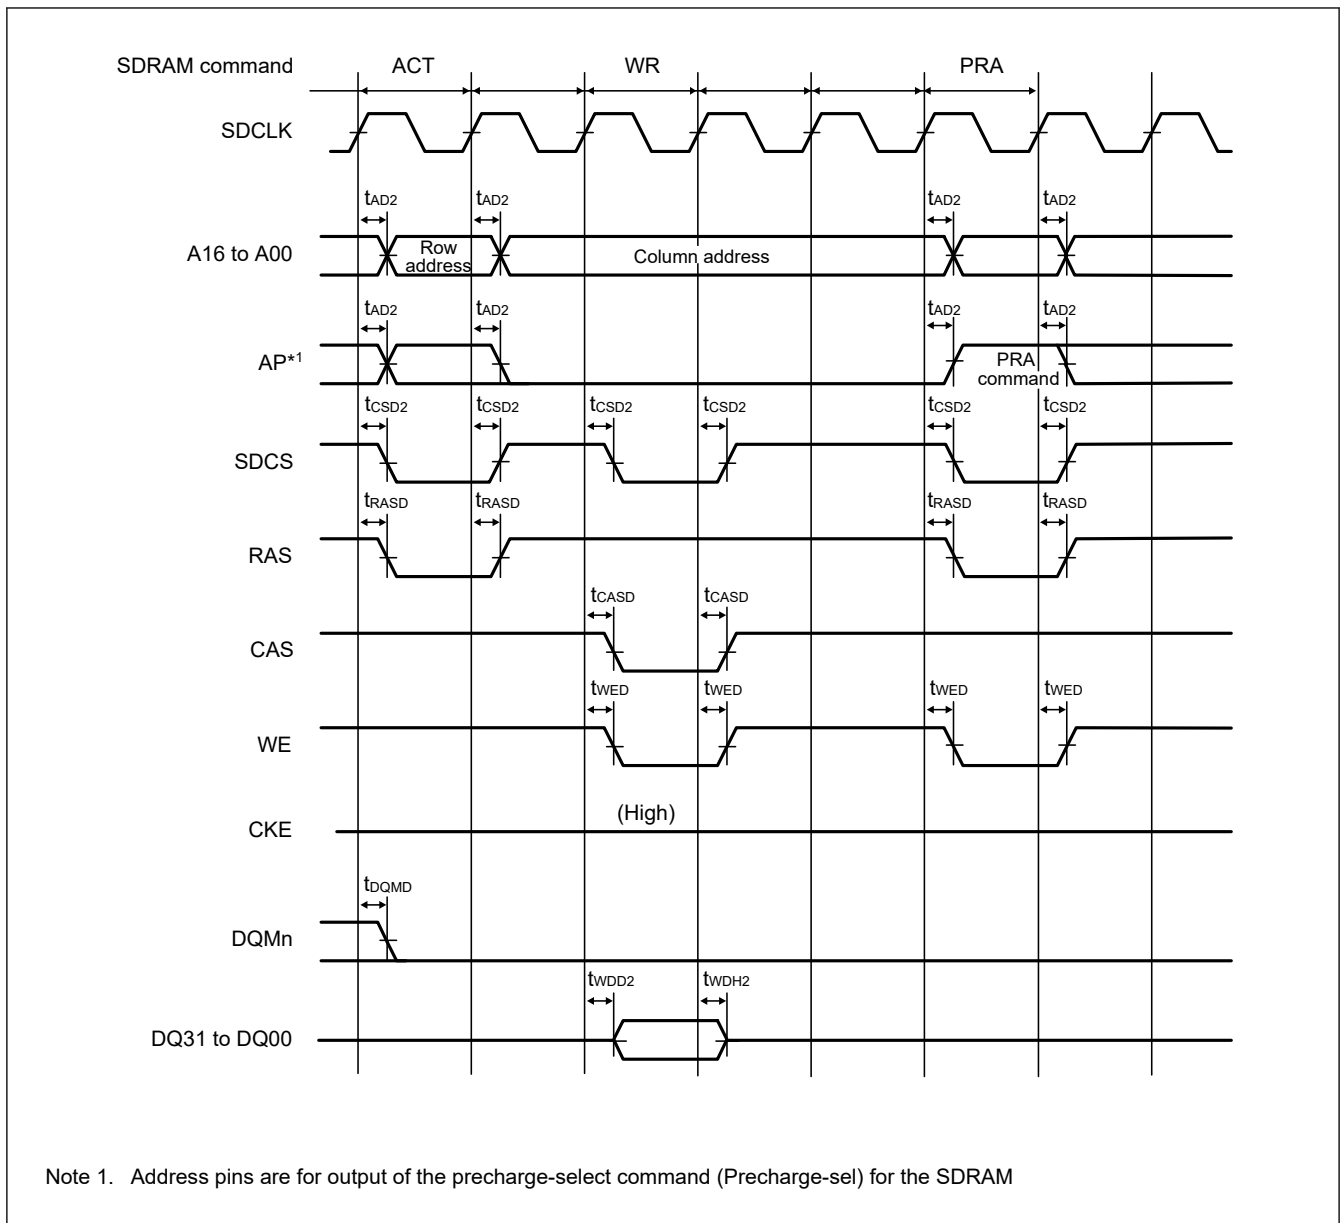 SDRAM command ACT WR PRA
SDCLK
tAD2 tAD2 tAD2 tAD2
A16 to A00 Row address Column address
tAD2 tAD2 tAD2 tAD2
AP*1 PRA command
tCSD2 tCSD2 tCSD2 tCSD2 tCSD2 tCSD2
SDCS
tRASD tRASD tRASD tRASD
RAS
tCASD tCASD
CAS
tWED tWED tWED tWED
WE
(High)
CKE
tDQMD
DQMn
tWDD2 tWDH2
DQ31 to DQ00
Note 1. Address pins are for output of the precharge-select command (Precharge-sel) for the SDRAM